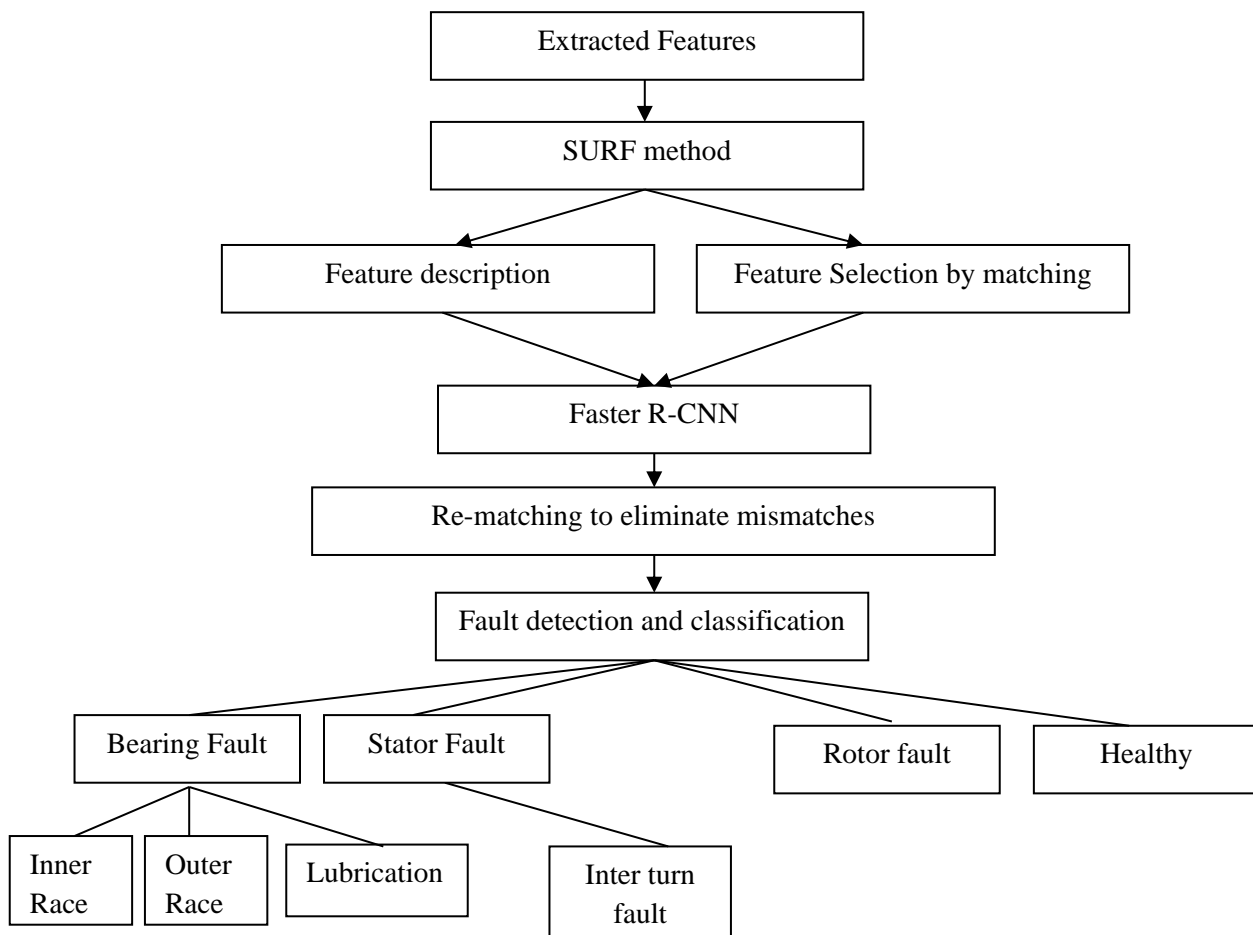 Extracted Features
SURF method
Feature description
Feature Selection by matching
Faster R-CNN
Re-matching to eliminate mismatches
Fault detection and classification
Bearing Fault
Stator Fault
Rotor fault
Healthy
Inner
Race
Outer
Race
Lubrication
Inter turn
fault